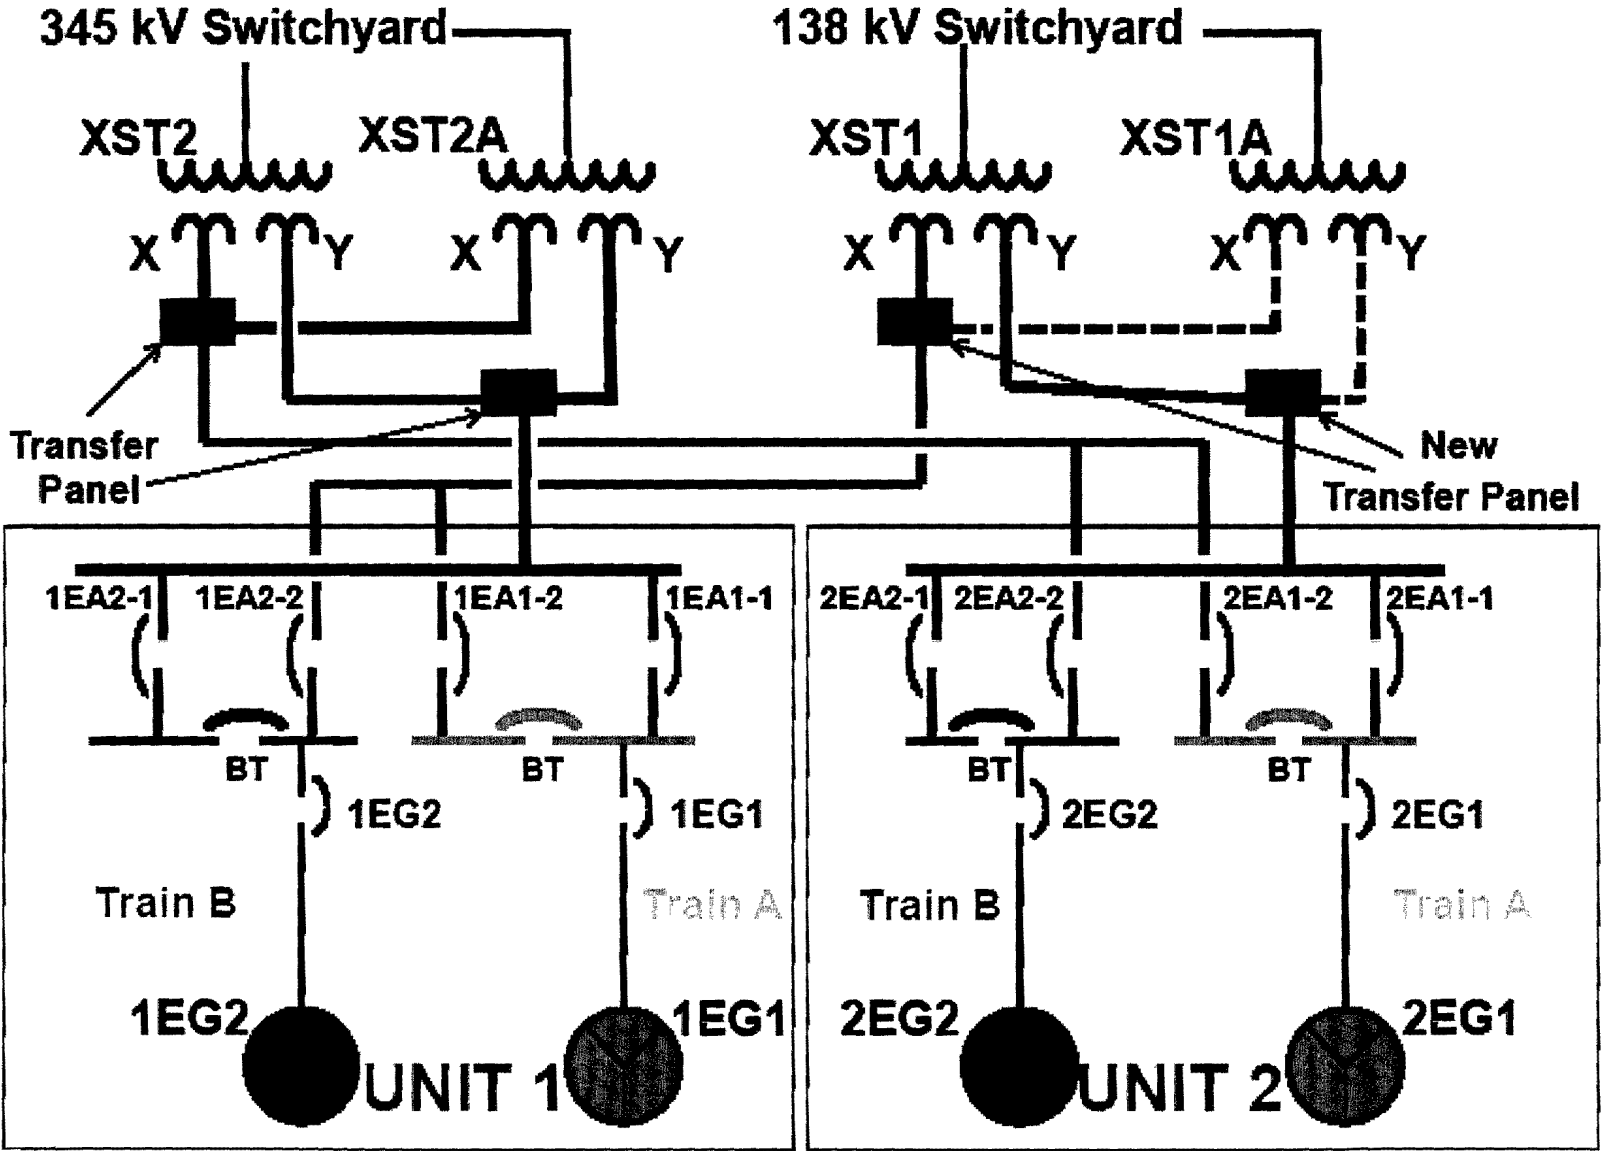 345 kV Switchyard
138 kV Switchyard
XST2
XST2A
XST1
XST1A
X
Y
X
Y
X
Y
X
Y
Transfer
Panel
New
Transfer Panel
1EA2-1
1EA2-2
1EA1-2
1EA1-1
2EA2-1
2EA2-2
2EA1-2
2EA1-1
BT
BT
BT
BT
1EG2
1EG1
2EG2
2EG1
Train B
Train A
Train B
Train A
1EG2
1EG1
2EG2
2EG1
UNIT 1
UNIT 2